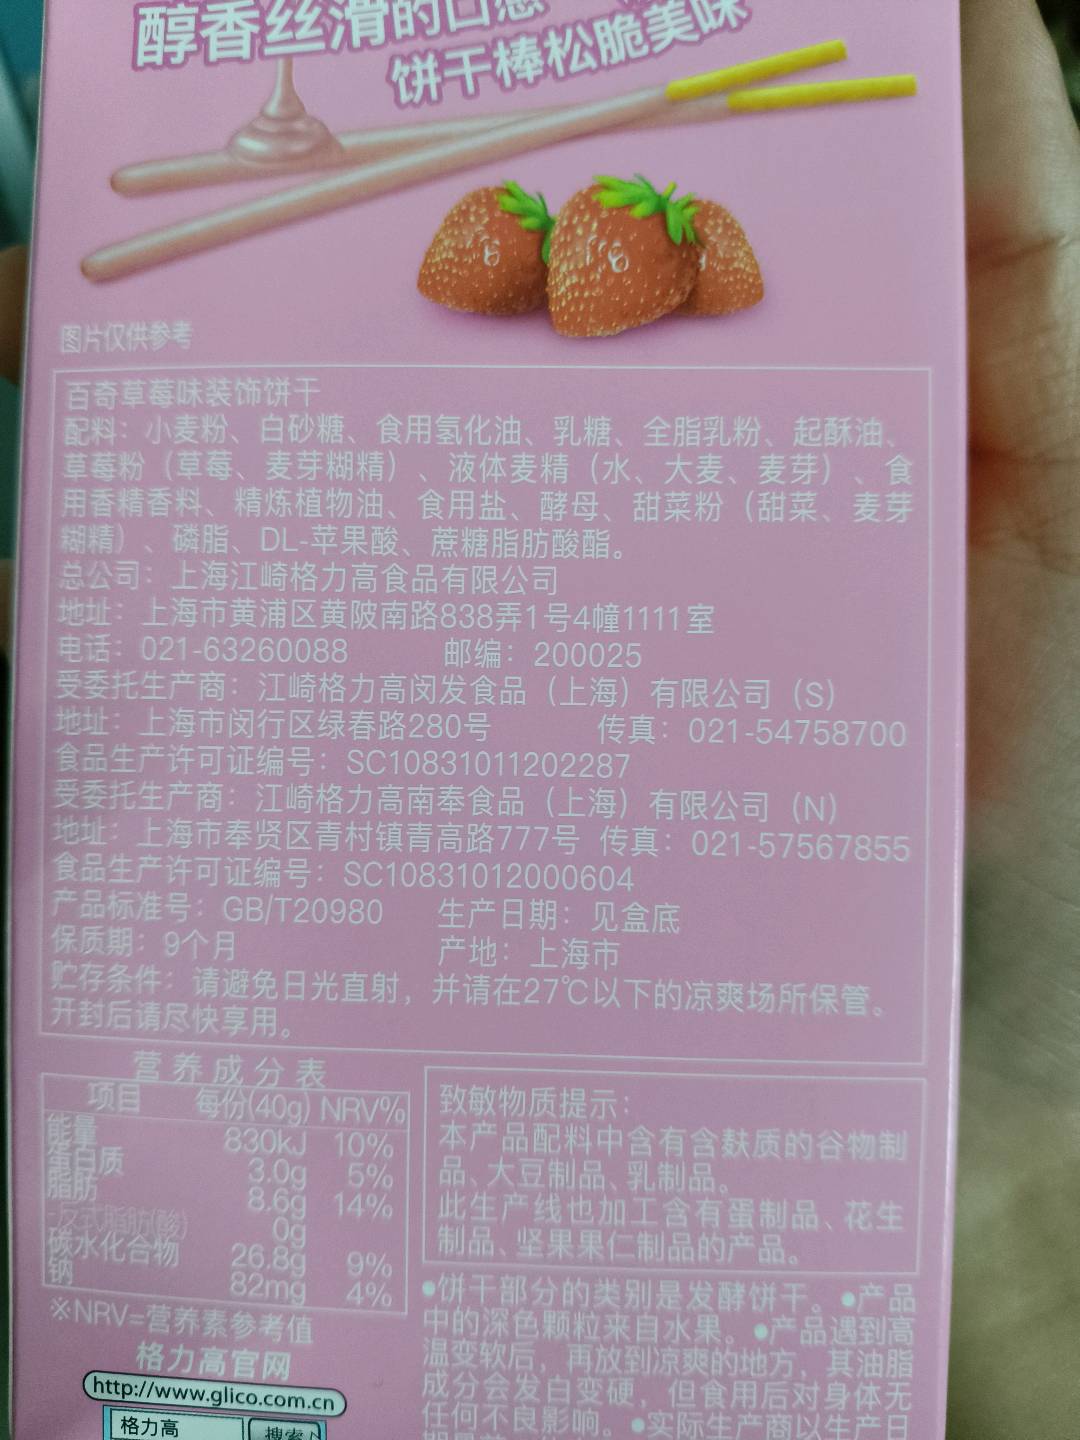 醇香丝滑的口感
饼干棒松脆美味
图片仅供参考
百奇草莓味装饰饼干
配料：小麦粉、白砂糖、食用氢化油、乳糖、全脂乳粉、起酥油、
草莓粉（草莓、麦芽糊精）、液体麦精（水、大麦、麦芽）、食
用香精香料、精炼植物油、食用盐、酵母、甜菜粉（甜菜、麦芽
糊精）、磷脂、DL-苹果酸、蔗糖脂肪酸酯。
总公司：上海江崎格力高食品有限公司
地址：上海市黄浦区黄陂南路838弄1号4幢1111室
电话：021-63260088 邮编：200025
受委托生产商：江崎格力高闵发食品（上海）有限公司（S）
地址：上海市闵行区绿春路280号 传真：021-54758700
食品生产许可证编号：SC10831011202287
受委托生产商：江崎格力高南奉食品（上海）有限公司（N）
地址：上海市奉贤区青村镇青高路777号 传真：021-57567855
食品生产许可证编号：SC10831012000604
产品标准号：GB/T20980 生产日期：见盒底
保质期：9个月 产地：上海市
贮存条件：请避免日光直射，并请在27℃以下的凉爽场所保管。
开封后请尽快享用。
营养成分表
项目 每份(40g) NRV%
能量 830kJ 10%
蛋白质 3.0g 5%
脂肪 8.6g 14%
-反式脂肪(酸) 0g
碳水化合物 26.8g 9%
钠 82mg 4%
※NRV=营养素参考值
格力高官网
http://www.glico.com.cn
格力高 搜索
致敏物质提示：
本产品配料中含有含麸质的谷物制
品、大豆制品、乳制品。
此生产线也加工含有蛋制品、花生
制品、坚果果仁制品的产品。
●饼干部分的类别是发酵饼干。●产品
中的深色颗粒来自水果。●产品遇到高
温变软后，再放到凉爽的地方，其油脂
成分会发白变硬，但食用后对身体无
任何不良影响。●实际生产商以生产日